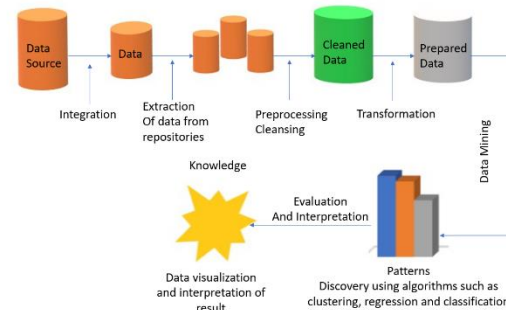 Data
Source
Data
Cleaned
Data
Prepared
Data
Integration
Extraction
Of data from
repositories
Preprocessing
Cleansing
Transformation
Data Mining
Knowledge
Evaluation
And Interpretation
Patterns
Discovery using algorithms such as
clustering, regression and classification
Data visualization
and interpretation of
result